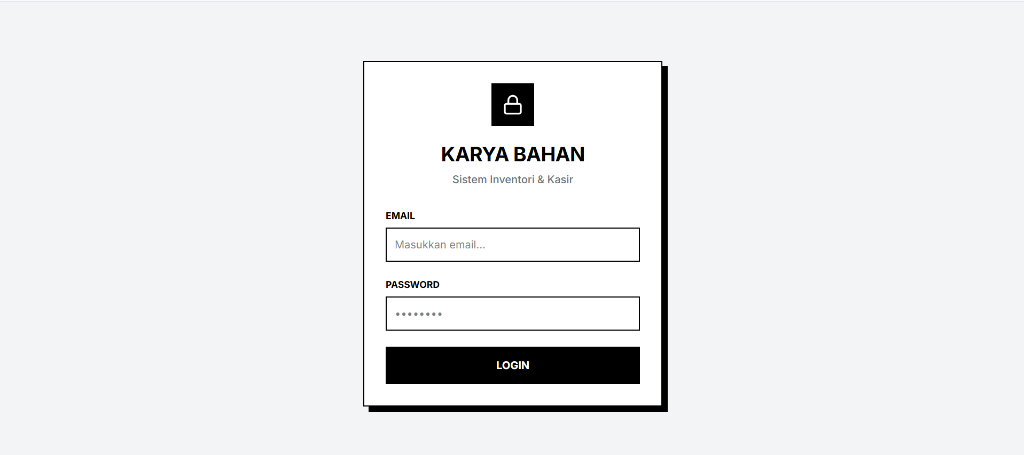 KARYA BAHAN
Sistem Inventori & Kasir
EMAIL
Masukkan email...
PASSWORD
••••••••
LOGIN